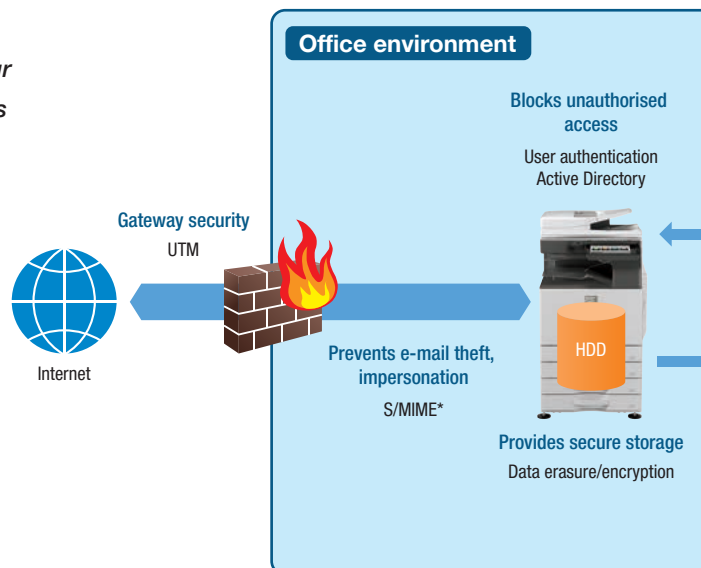 Office environment
Blocks unauthorised
access
User authentication
Active Directory
Gateway security
UTM
Internet
Prevents e-mail theft,
impersonation
S/MIME*
HDD
Provides secure storage
Data erasure/encryption